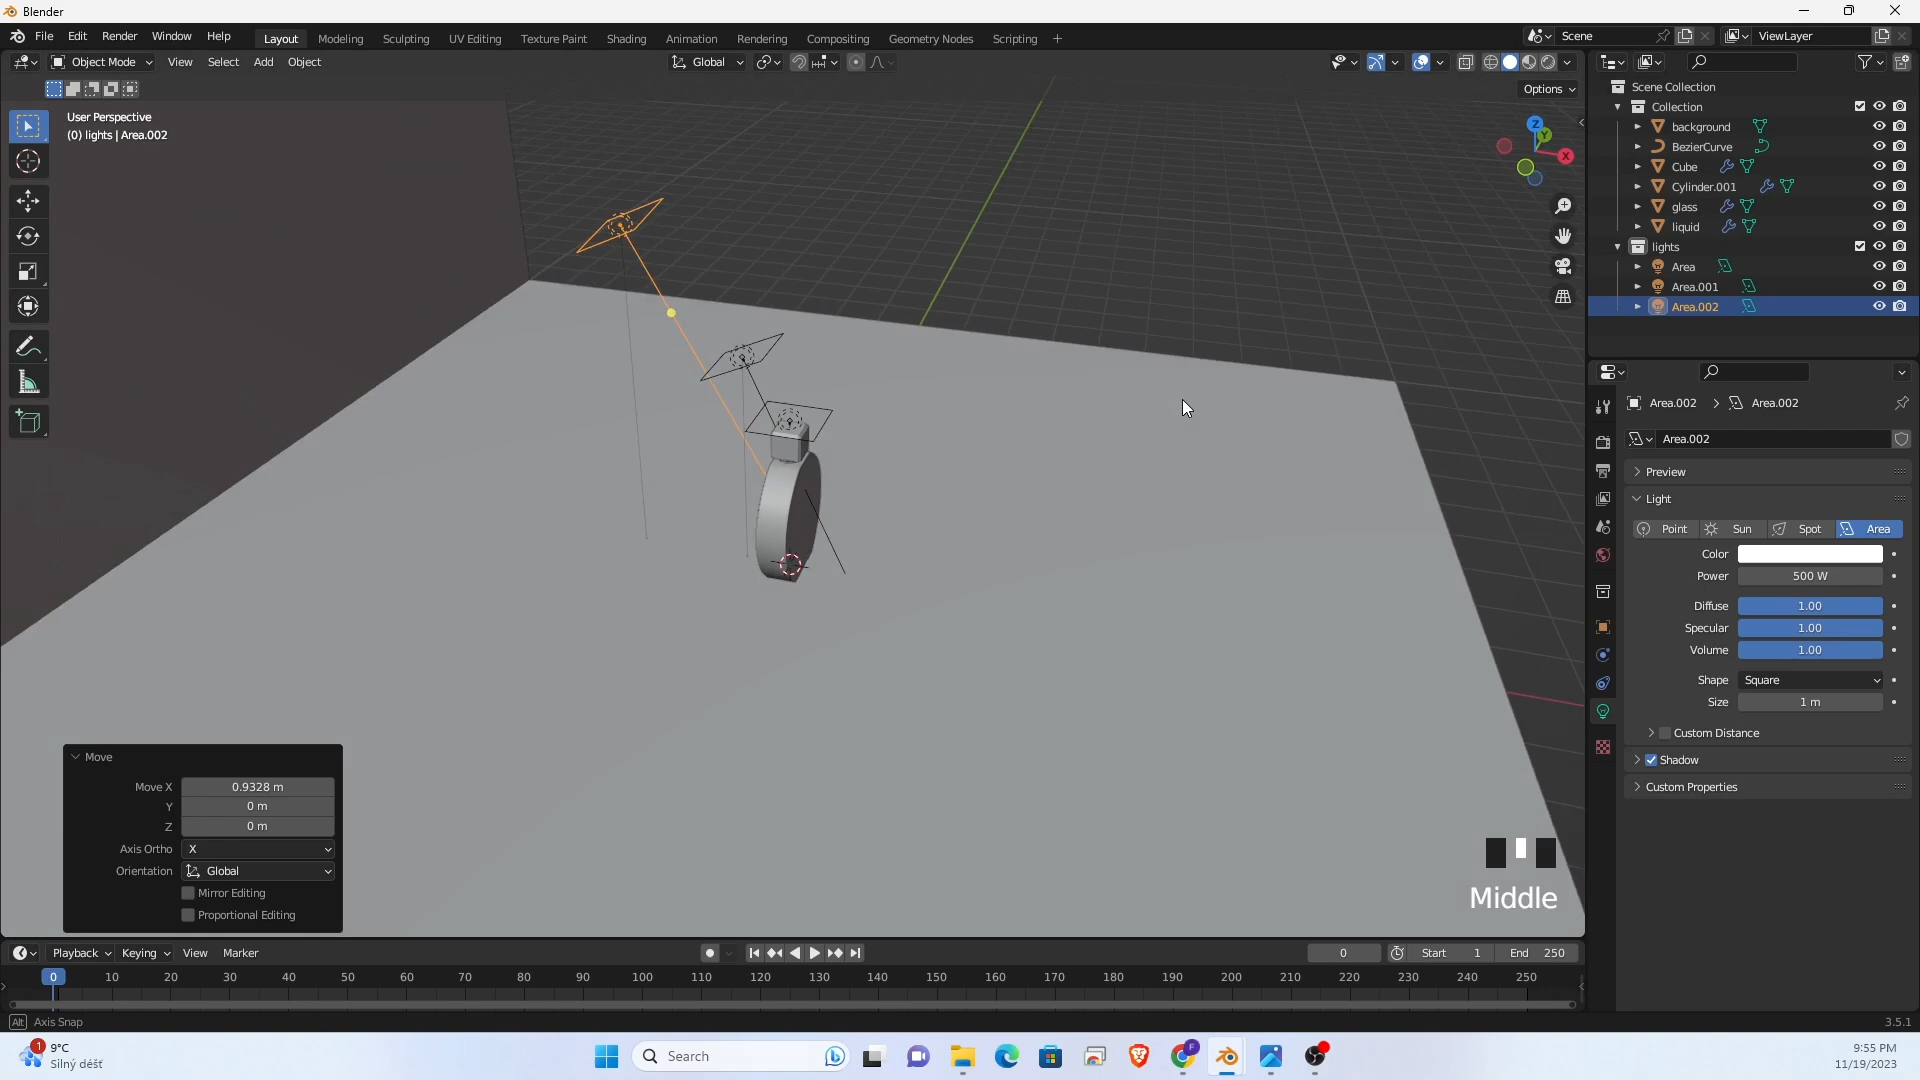 Blender
File Edit Render Window Help Layout Modeling Sculpting UV Editing Texture Paint Shading Animation Rendering Compositing Geometry Nodes Scripting + Scene ViewLayer
Object Mode View Select Add Object Global
Options
User Perspective
(0) lights | Area.002
Z
Y
X
Scene Collection
Collection
background
BezierCurve
Cube
Cylinder.001
glass
liquid
lights
Area
Area.001
Area.002
Area.002 > Area.002
Area.002
Preview
Light
Point Sun Spot Area
Color
Power 500 W
Diffuse 1.00
Specular 1.00
Volume 1.00
Shape Square
Size 1 m
Custom Distance
Shadow
Custom Properties
Move
Move X 0.9328 m
Y 0 m
Z 0 m
Axis Ortho X
Orientation Global
Mirror Editing
Proportional Editing
Middle
Playback Keying View Marker 0 Start 1 End 250
0 10 20 30 40 50 60 70 80 90 100 110 120 130 140 150 160 170 180 190 200 210 220 230 240 250
Alt Axis Snap 3.5.1
1 9°C
Silný déšť
Search
F
9:55 PM
11/19/2023